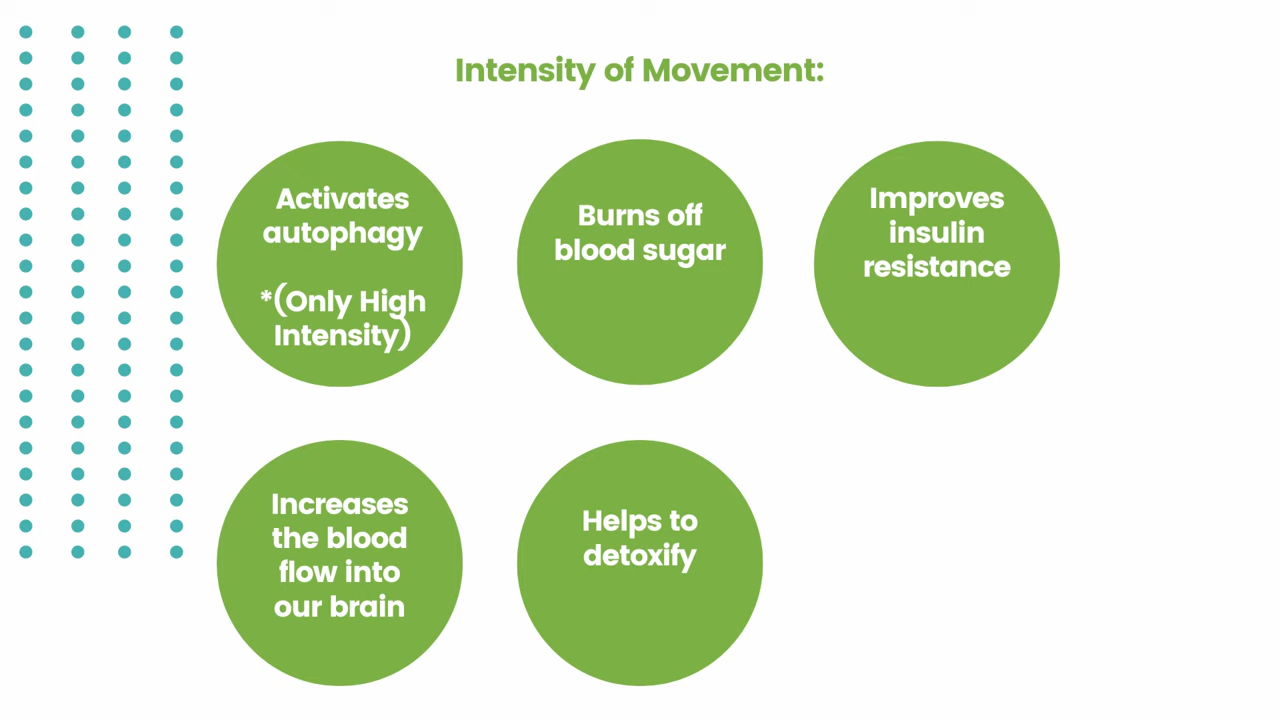 Intensity of Movement:
Activates
autophagy
*(Only High
Intensity)
Burns off
blood sugar
Improves
insulin
resistance
Increases
the blood
flow into
our brain
Helps to
detoxify